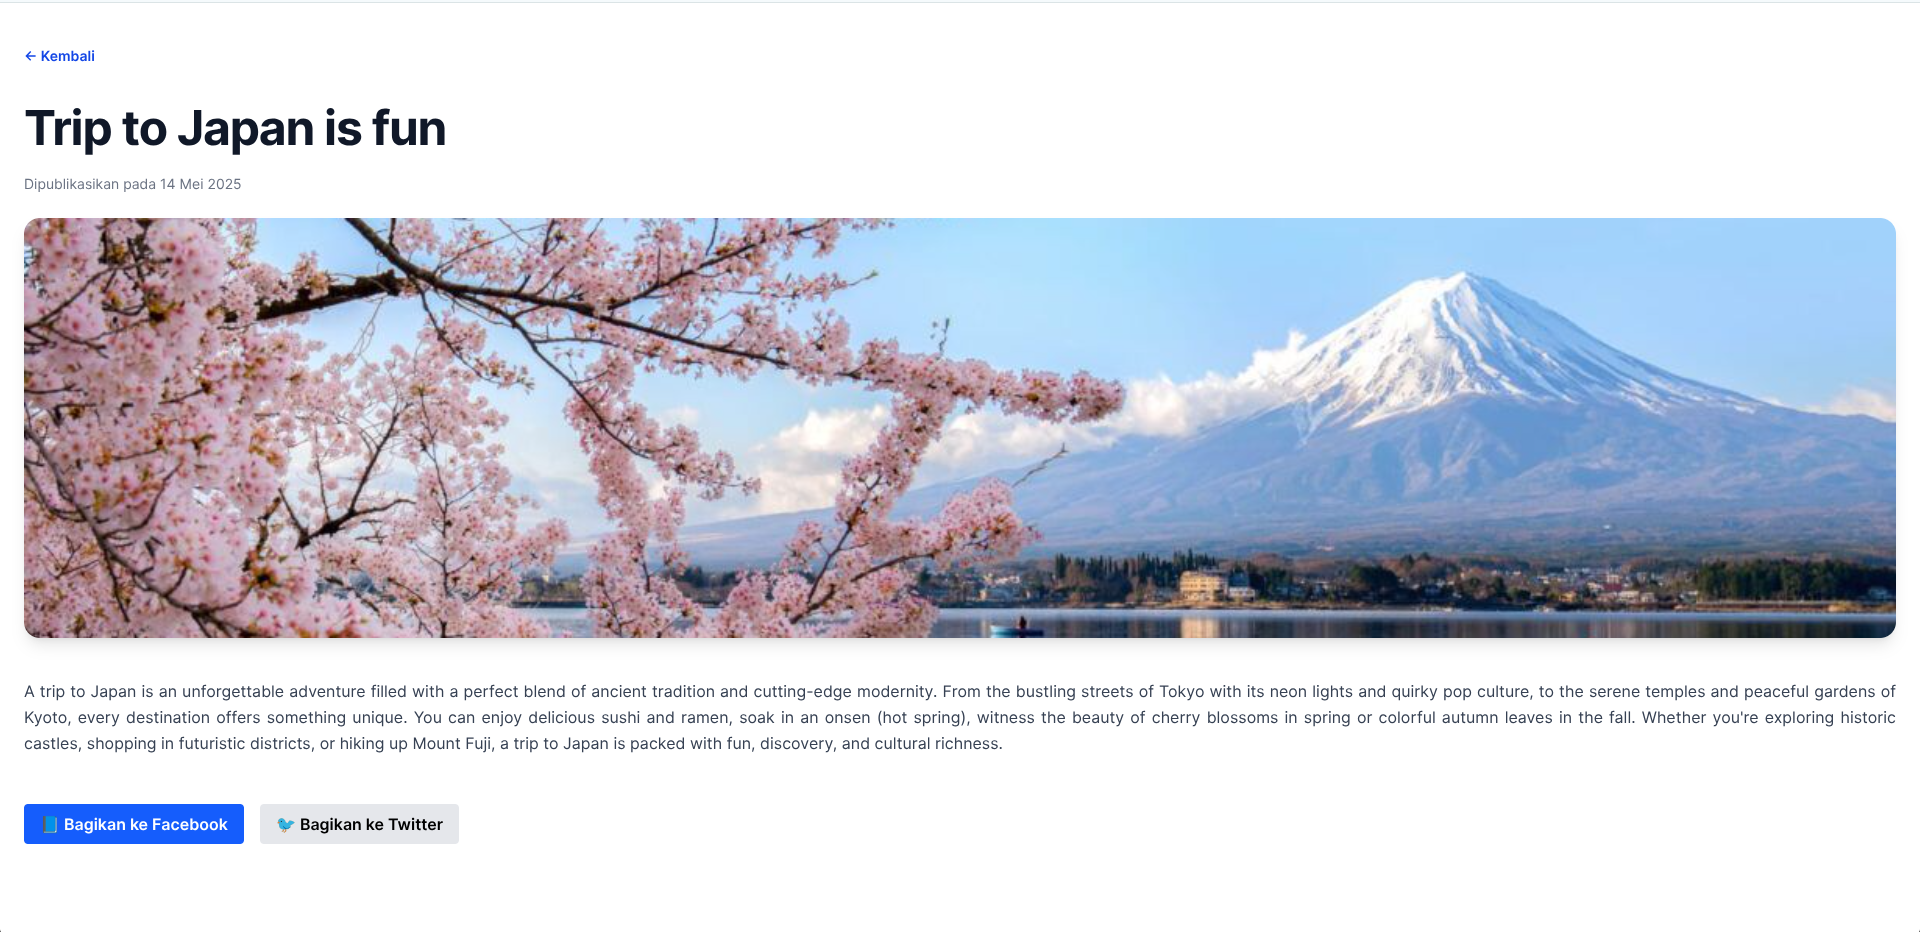 ← Kembali
Trip to Japan is fun
Dipublikasikan pada 14 Mei 2025
A trip to Japan is an unforgettable adventure filled with a perfect blend of ancient tradition and cutting-edge modernity. From the bustling streets of Tokyo with its neon lights and quirky pop culture, to the serene temples and peaceful gardens of
Kyoto, every destination offers something unique. You can enjoy delicious sushi and ramen, soak in an onsen (hot spring), witness the beauty of cherry blossoms in spring or colorful autumn leaves in the fall. Whether you're exploring historic
castles, shopping in futuristic districts, or hiking up Mount Fuji, a trip to Japan is packed with fun, discovery, and cultural richness.
📘 Bagikan ke Facebook
🐦 Bagikan ke Twitter